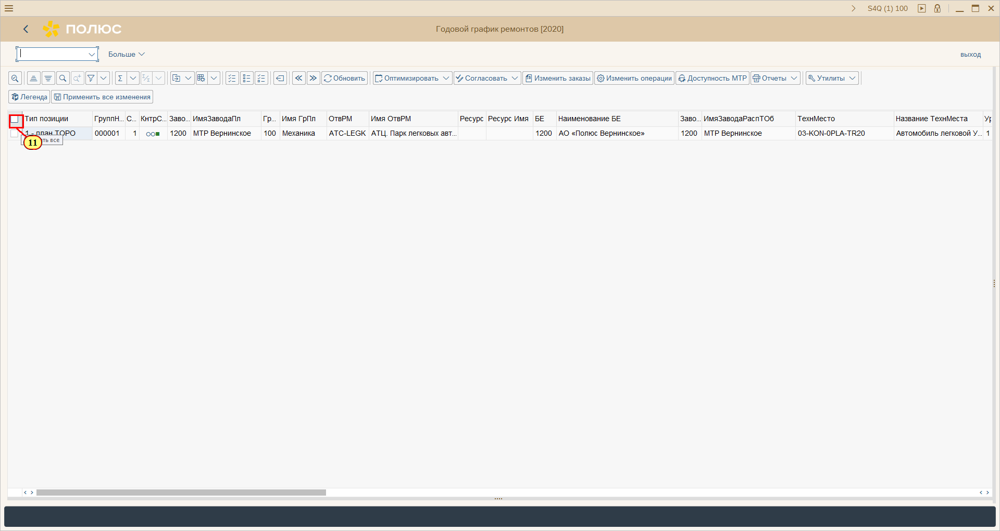 S4Q (1) 100
ПОЛЮС
Годовой график ремонтов [2020]
Больше
выход
Обновить Оптимизировать Согласовать Изменить заказы Изменить операции Доступность МТР Отчеты Утилиты
Легенда Применить все изменения
Тип позиции ГруппН... С... КнтрС... Заво... ИмяЗаводаПл Гр... Имя ГрПл ОтвРМ Имя ОтвРМ Ресурс Ресурс Имя БЕ Наименование БЕ Заво... ИмяЗаводаРаспТОб ТехнМесто Название ТехнМеста Ур
1 - план ТОРО 000001 1 1200 МТР Вернинское 100 Механика ATC-LEGK АТЦ. Парк легковых авт... 1200 АО «Полюс Вернинское» 1200 МТР Вернинское 03-KON-0PLA-TR20 Автомобиль легковой У... 1
11 ть все